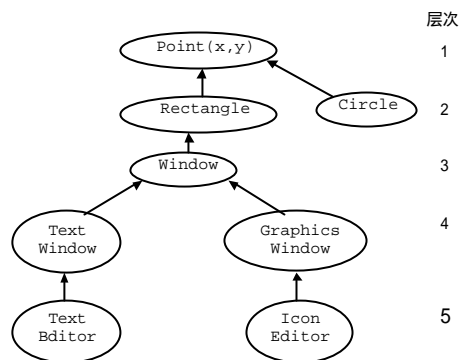 层次
Point(x,y)
1
Rectangle
Circle
2
Window
3
Text
Window
Graphics
Window
4
Text
Bditor
Icon
Editor
5